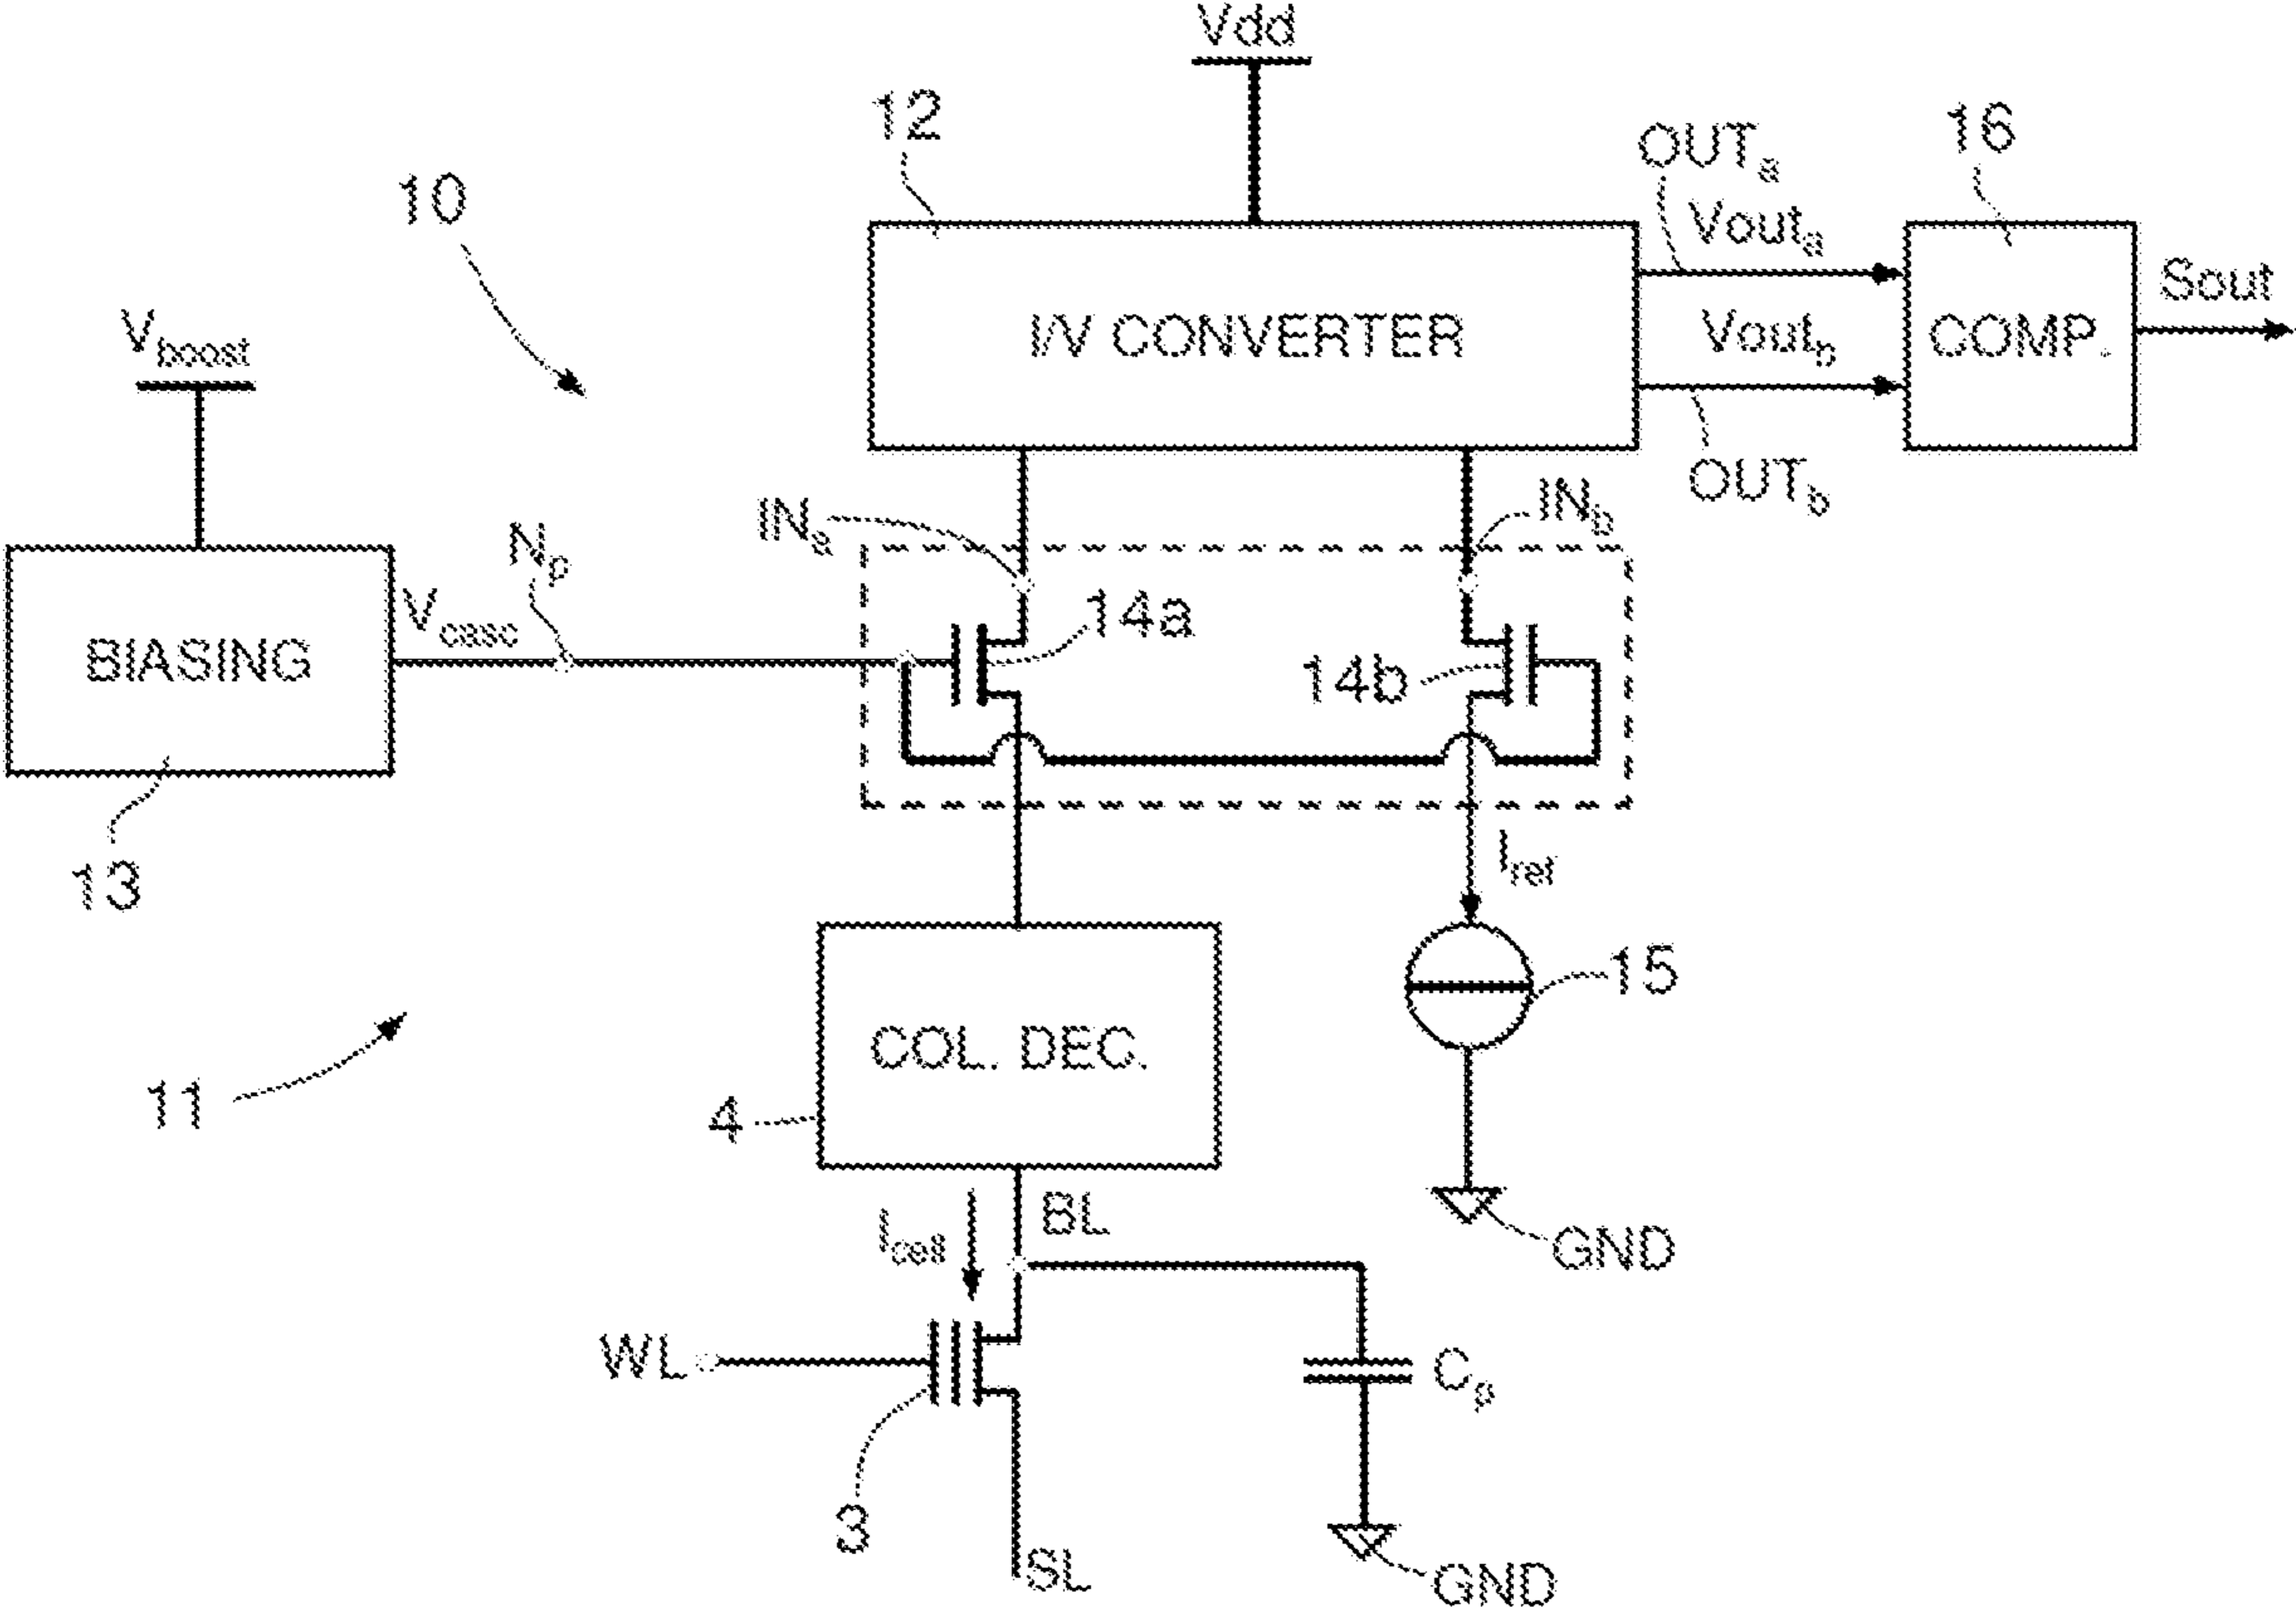 Vdd
12
16
OUTa
10
Vouta
Sout
Vboost
I/V CONVERTER
Voutb
COMP.
OUTb
INa
INb
Np
Vcasc
14a
BIASING
14b
13
Iref
15
COL. DEC.
11
4
Icell
BL
GND
WL
Cp
3
SL
GND